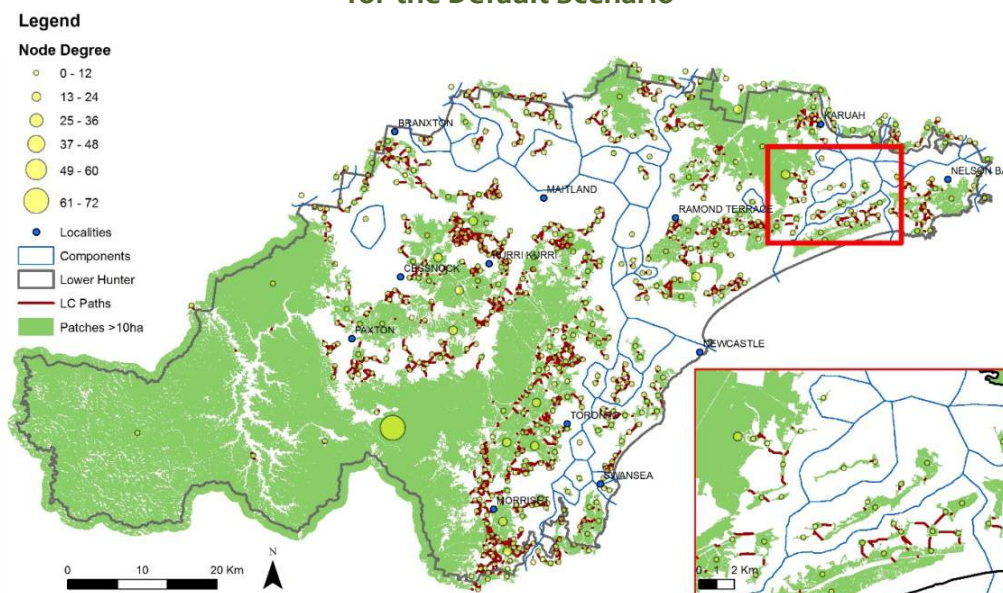 for the Default Scenario
Legend
Node Degree
0 - 12
13 - 24
25 - 36
37 - 48
49 - 60
61 - 72
Localities
Components
Lower Hunter
LC Paths
Patches >10ha
BRANXTON
KARUAH
NELSON BA
MAITLAND
RAMOND TERRACE
KURRI KURRI
CESSNOCK
PAXTON
NEWCASTLE
TORONTO
SWANSEA
MORRISET
N
0 10 20 Km
0 1 2 Km